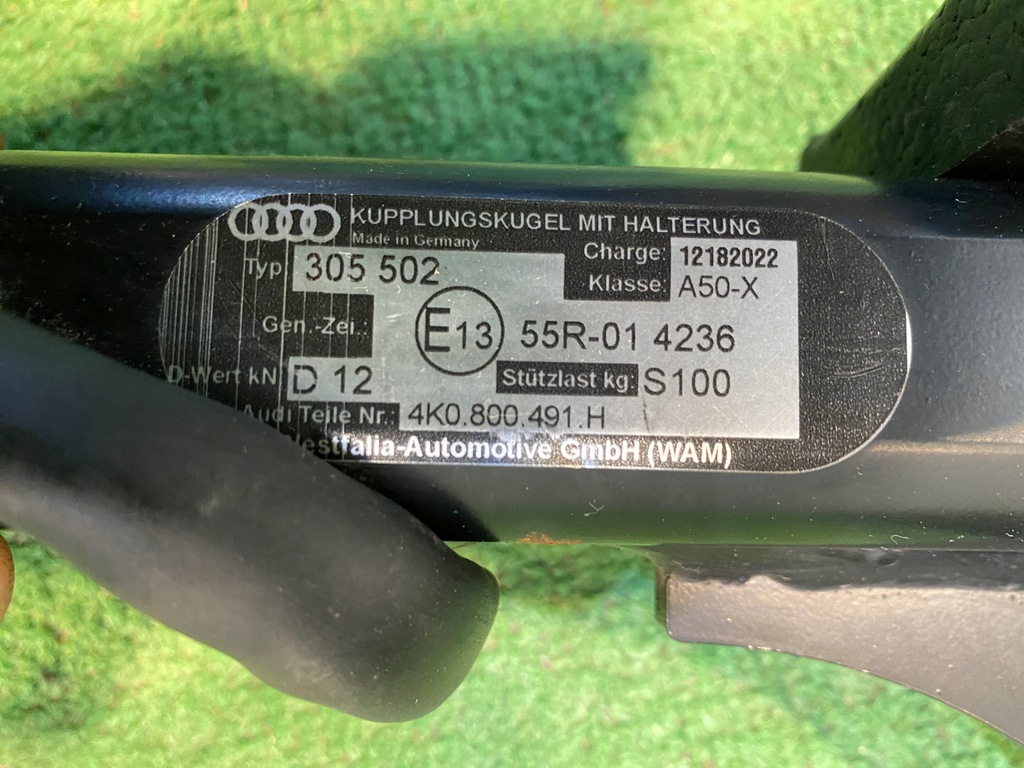 KUPPLUNGSKUGEL MIT HALTERUNG
Made in Germany
Charge: 12182022
Typ 305 502
Klasse: A50-X
Gen.-Zei.: E13 55R-01 4236
D-Wert kN D 12 Stützlast kg: S100
Audi Teile Nr.: 4K0.800.491.H
estfalia-Automotive GmbH (WAM)